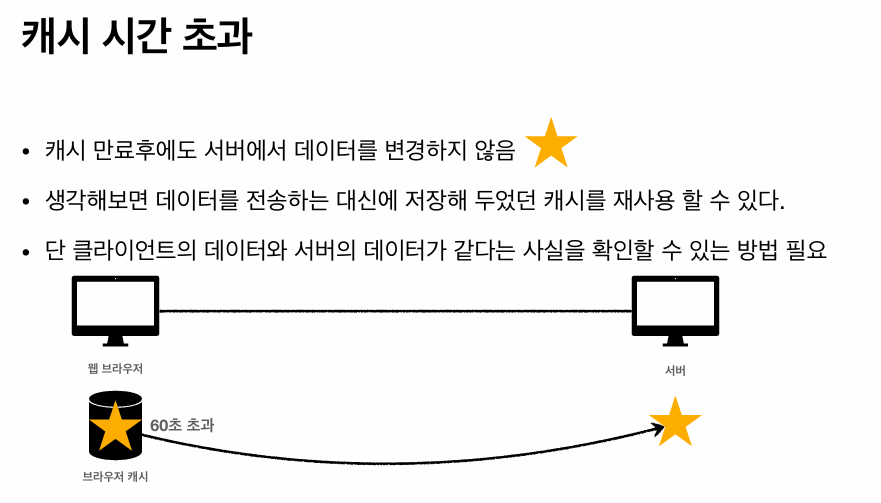 캐시 시간 초과
• 캐시 만료후에도 서버에서 데이터를 변경하지 않음
• 생각해보면 데이터를 전송하는 대신에 저장해 두었던 캐시를 재사용 할 수 있다.
• 단 클라이언트의 데이터와 서버의 데이터가 같다는 사실을 확인할 수 있는 방법 필요
웹 브라우저
서버
60초 초과
브라우저 캐시